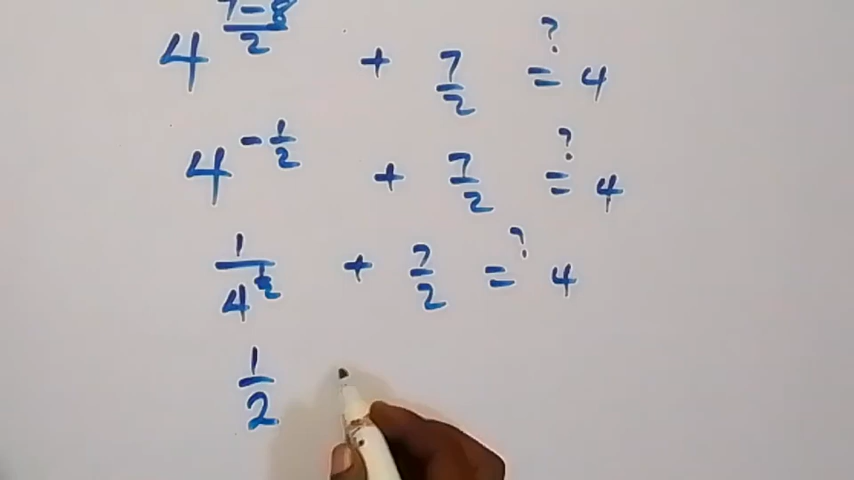 4^((7-8)/2) + 7/2 =? 4
4^(-1/2) + 7/2 =? 4
1/4^(1/2) + 7/2 =? 4
1/2